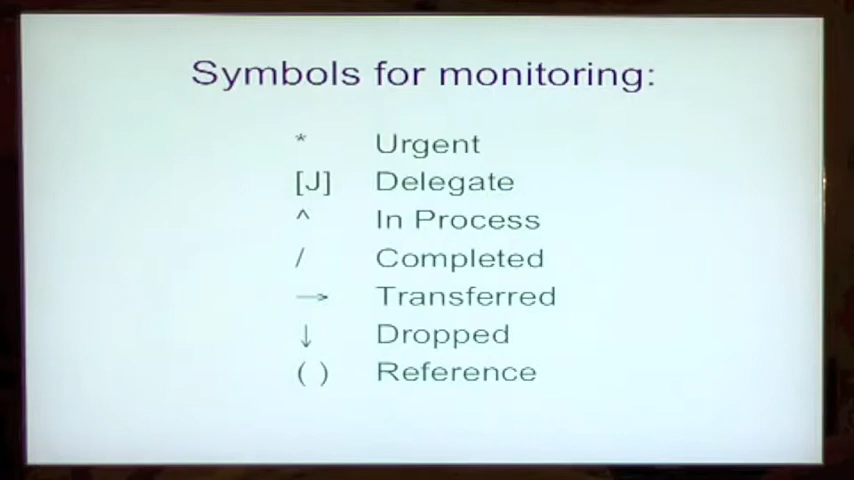 Symbols for monitoring:
* Urgent
[J] Delegate
^ In Process
/ Completed
→ Transferred
↓ Dropped
( ) Reference